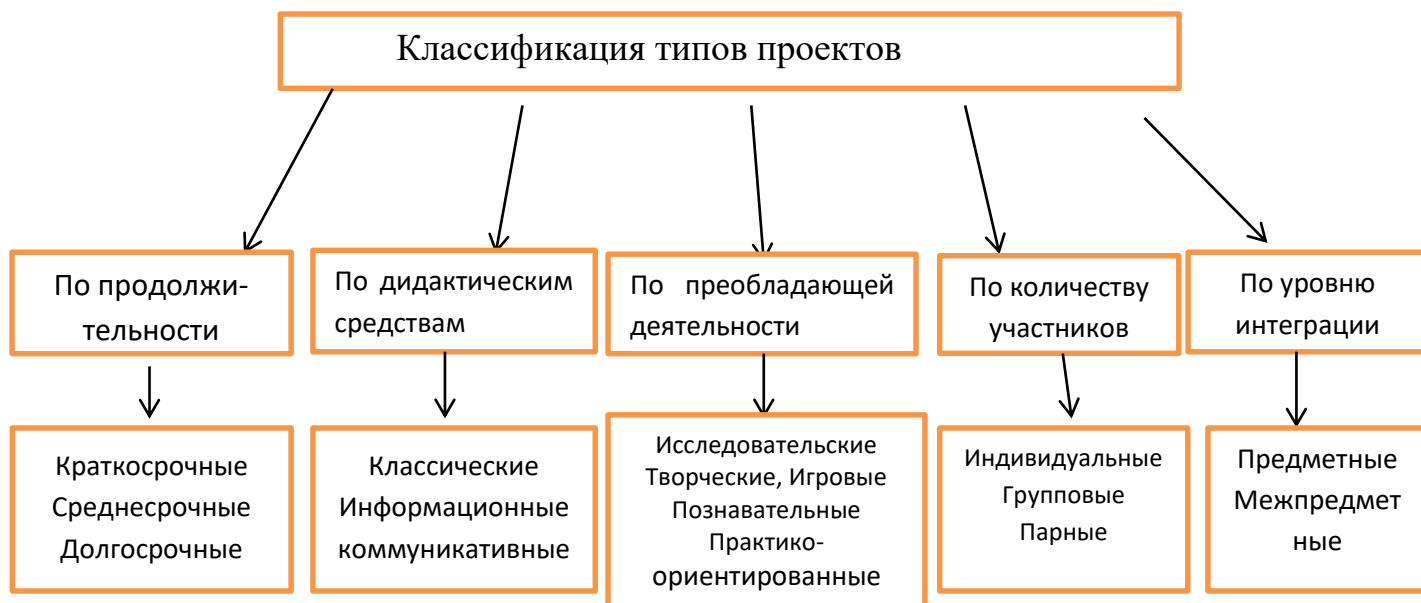 Классификация типов проектов
По продолжи-
тельности
По дидактическим
средствам
По преобладающей
деятельности
По количеству
участников
По уровню
интеграции
Краткосрочные
Среднесрочные
Долгосрочные
Классические
Информационные
коммуникативные
Исследовательские
Творческие, Игровые
Познавательные
Практико-
ориентированные
Индивидуальные
Групповые
Парные
Предметные
Межпредмет
ные